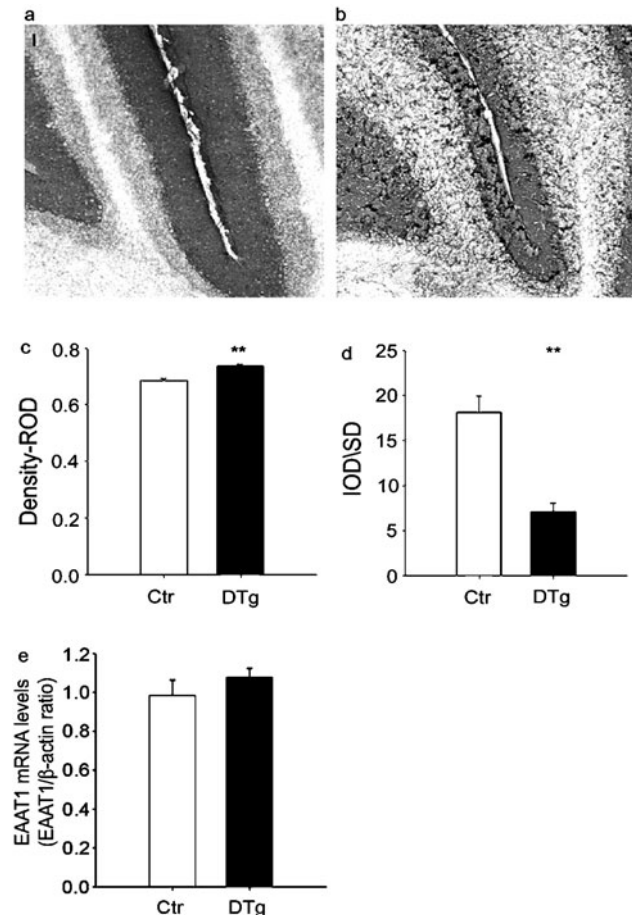 a
b
c
0.8
0.6
0.4
0.2
0.0
Density-ROD
**
Ctr
DTg
d
25
20
15
10
5
0
IOD\SD
**
Ctr
DTg
e
1.2
1.0
0.8
0.6
0.4
0.2
0.0
EAAT1 mRNA levels
(EAAT1/β-actin ratio)
Ctr
DTg